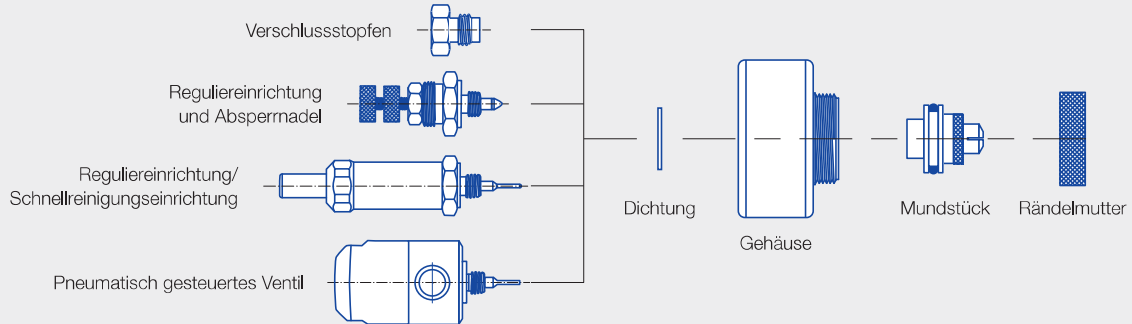 Verschlussstopfen
Reguliereinrichtung
und Absperrnadel
Reguliereinrichtung/
Schnellreinigungseinrichtung
Pneumatisch gesteuertes Ventil
Dichtung
Gehäuse
Mundstück
Rändelmutter